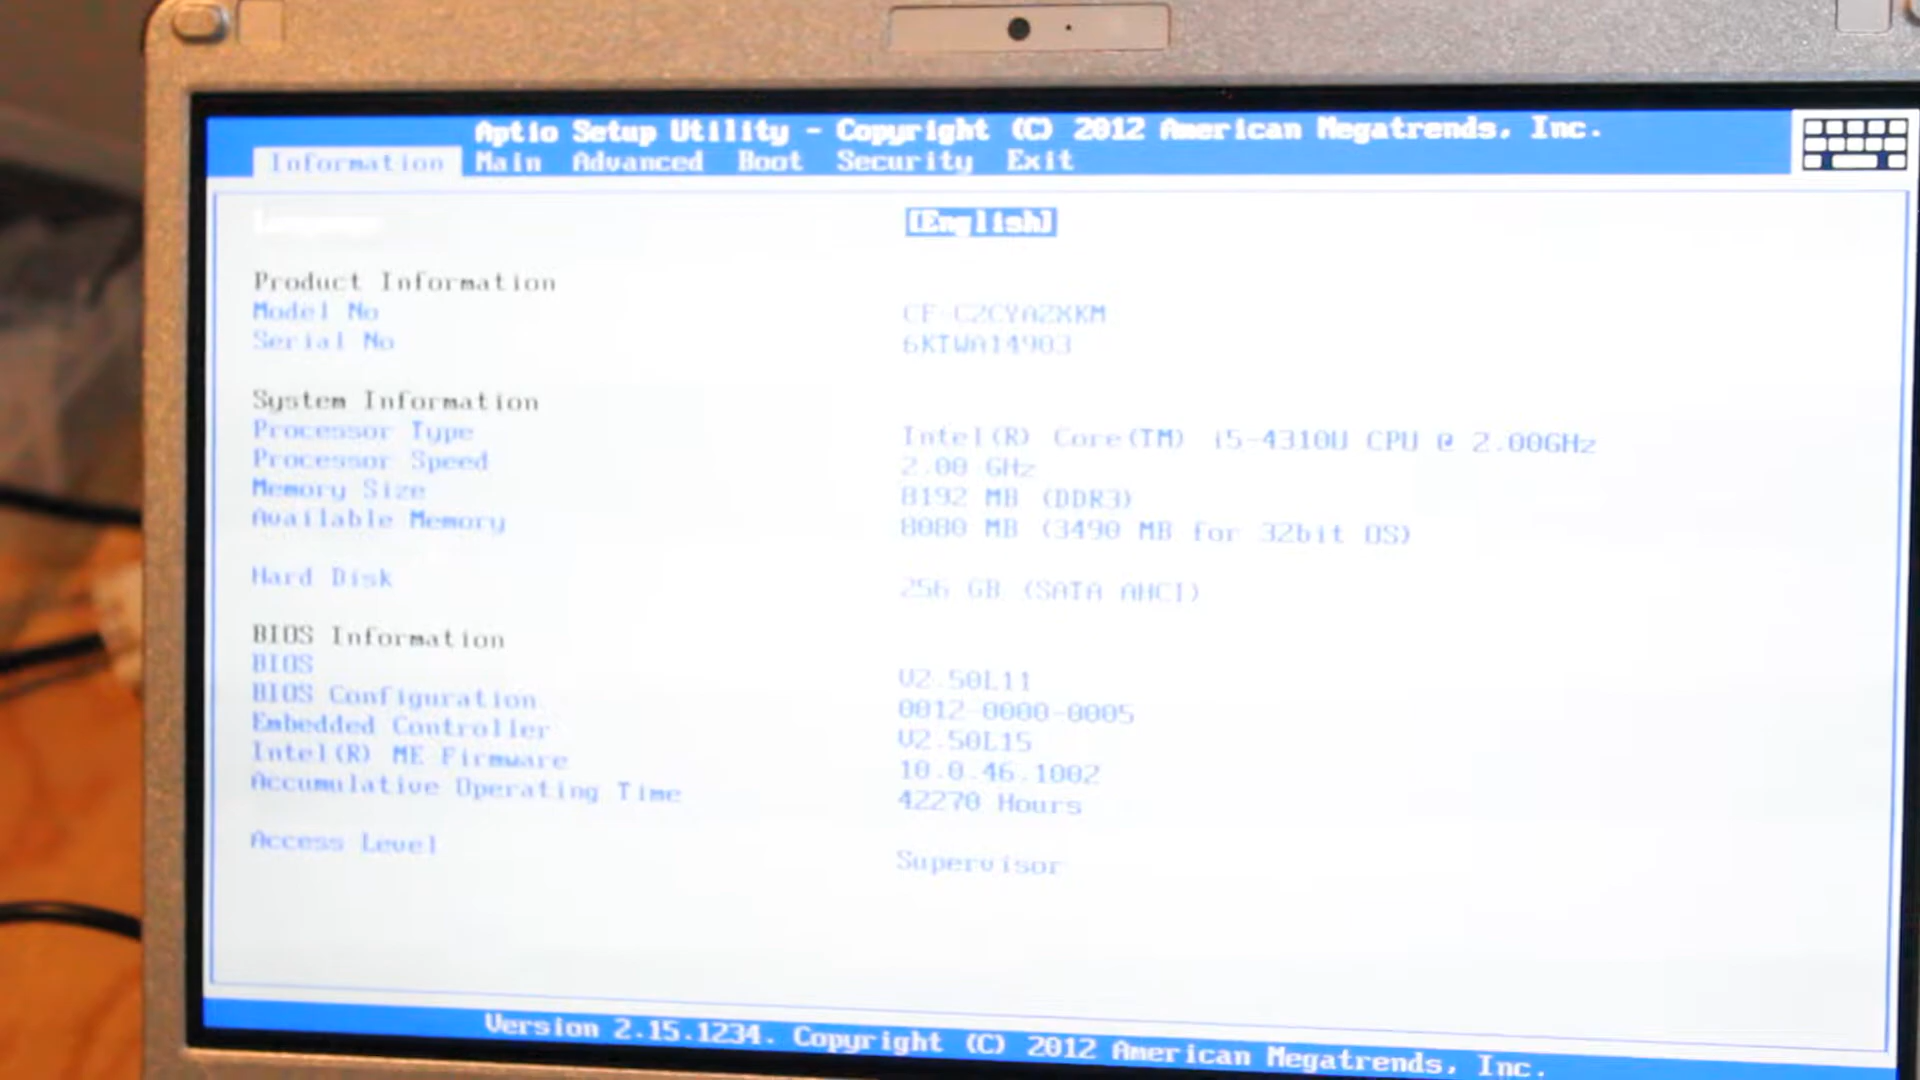 Aptio Setup Utility - Copyright (C) 2012 American Megatrends, Inc.
Information Main Advanced Boot Security Exit
Language [English]
Product Information
Model No CF-C2CYAZXKM
Serial No 6KTWA14903
System Information
Processor Type Intel(R) Core(TM) i5-4310U CPU @ 2.00GHz
Processor Speed 2.00 GHz
Memory Size 8192 MB (DDR3)
Available Memory 8080 MB (3490 MB for 32bit OS)
Hard Disk 256 GB (SATA AHCI)
BIOS Information
BIOS V2.50L11
BIOS Configuration 0012-0000-0005
Embedded Controller V2.50L15
Intel(R) ME Firmware 10.0.46.1002
Accumulative Operating Time 42270 Hours
Access Level Supervisor
Version 2.15.1234. Copyright (C) 2012 American Megatrends, Inc.